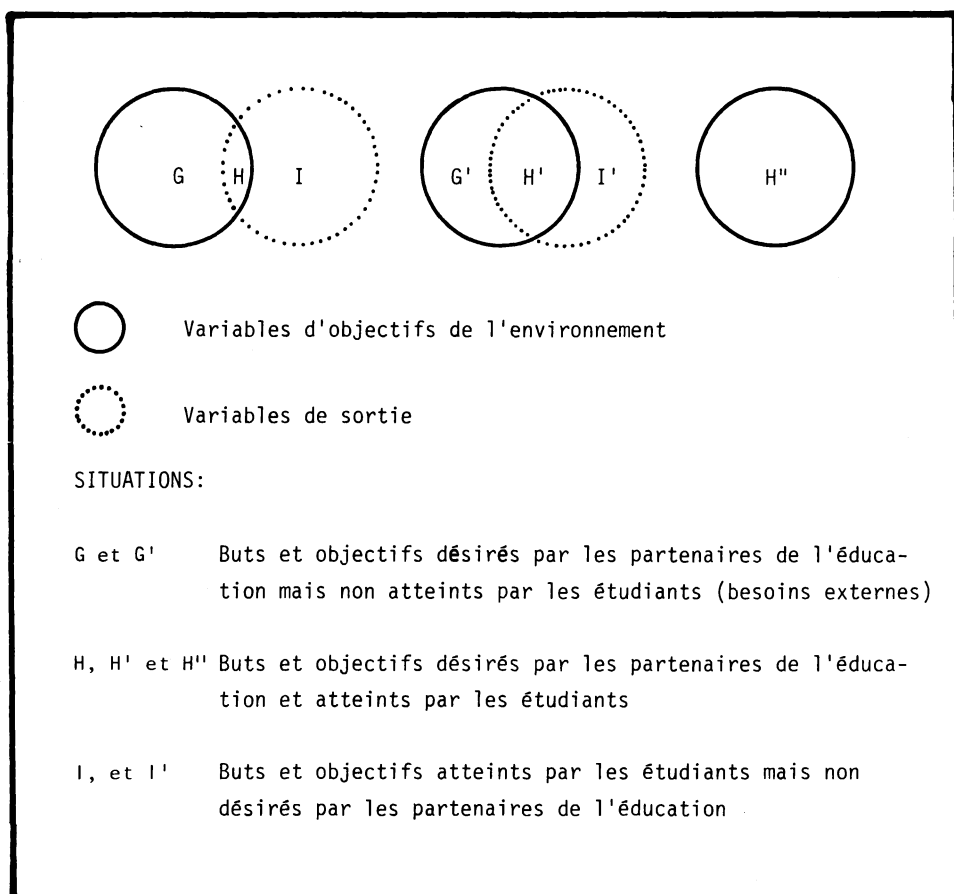 G H I G' H' I' H"
Variables d'objectifs de l'environnement
Variables de sortie
SITUATIONS:
G et G' Buts et objectifs désirés par les partenaires de l'éduca-
tion mais non atteints par les étudiants (besoins externes)
H, H' et H" Buts et objectifs désirés par les partenaires de l'éduca-
tion et atteints par les étudiants
I, et I' Buts et objectifs atteints par les étudiants mais non
désirés par les partenaires de l'éducation